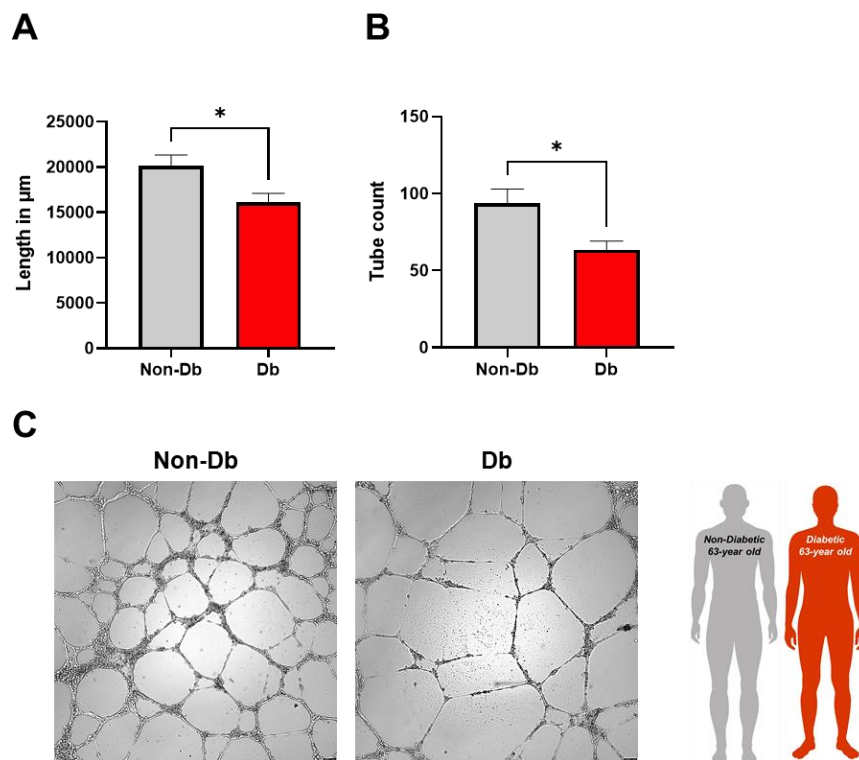 A
B
*
*
25000
20000
15000
10000
5000
0
Length in µm
Non-Db
Db
150
100
50
0
Tube count
Non-Db
Db
C
Non-Db
Db
Non-Diabetic
63-year old
Diabetic
63-year old